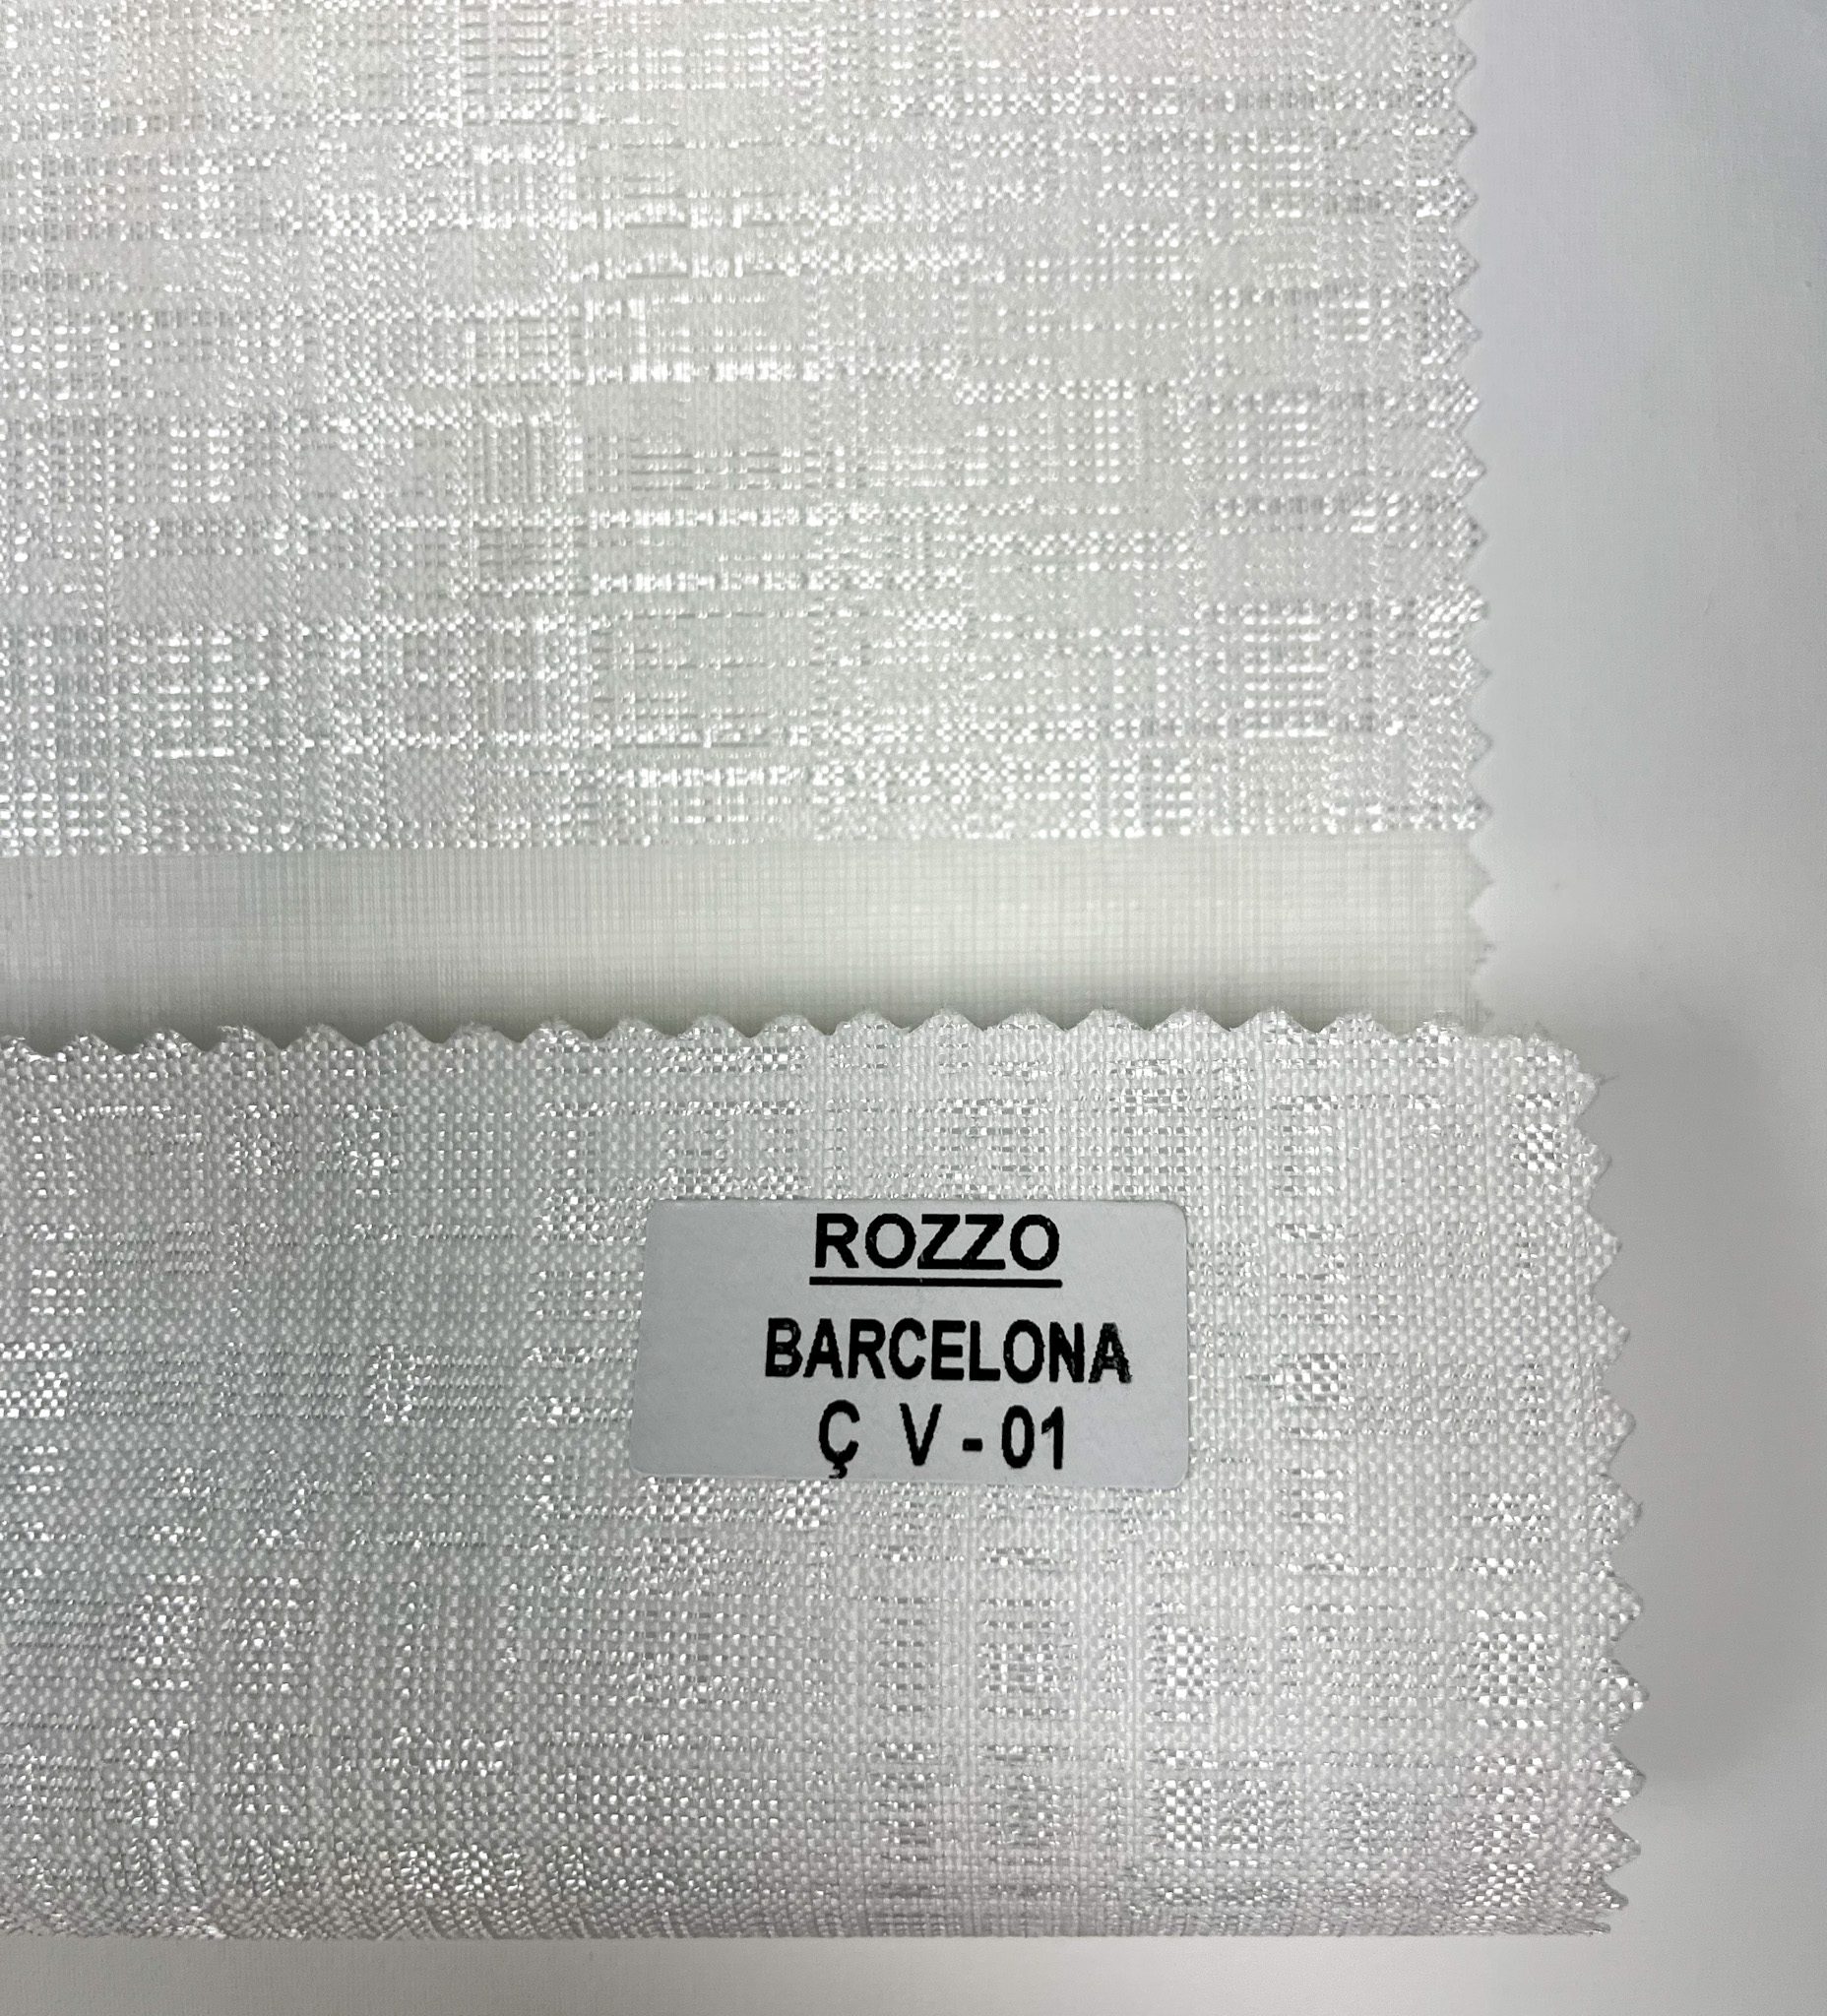 ROZZO
BARCELONA
Ç V - 01